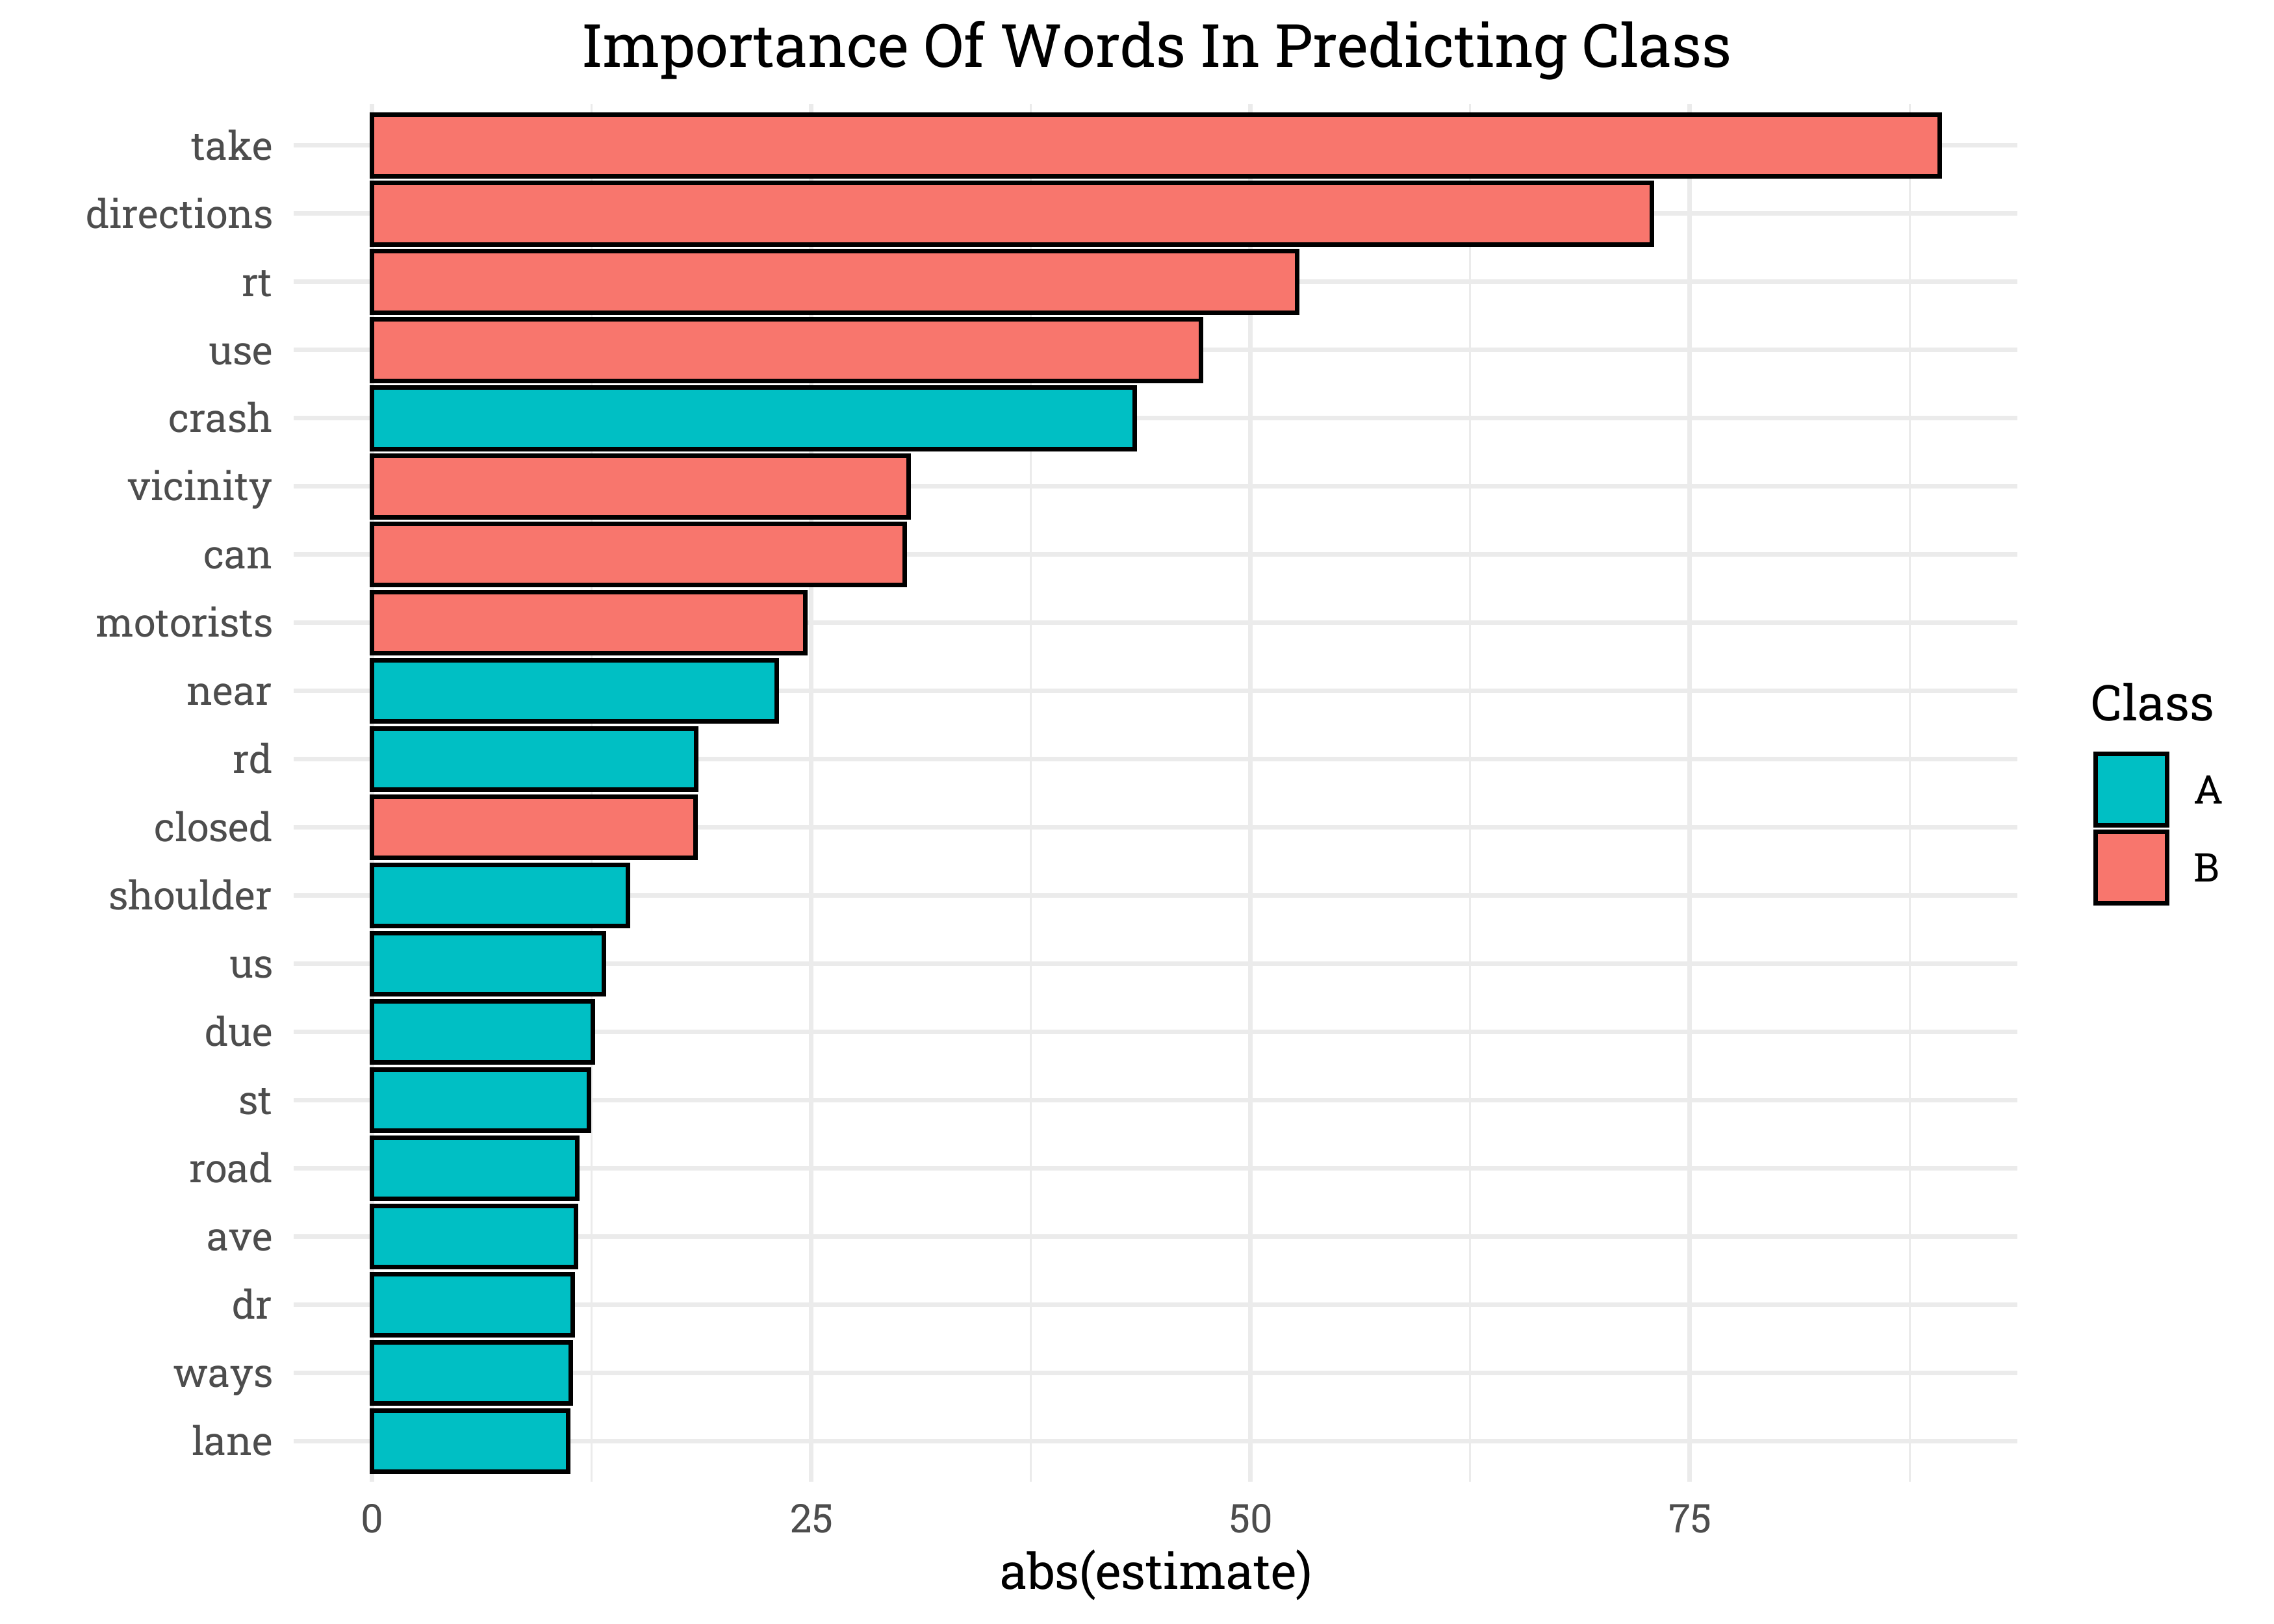 Importance Of Words In Predicting Class
take
directions
rt
use
crash
vicinity
can
motorists
near
rd
closed
shoulder
us
due
st
road
ave
dr
ways
lane
0 25 50 75
abs(estimate)
Class
A
B